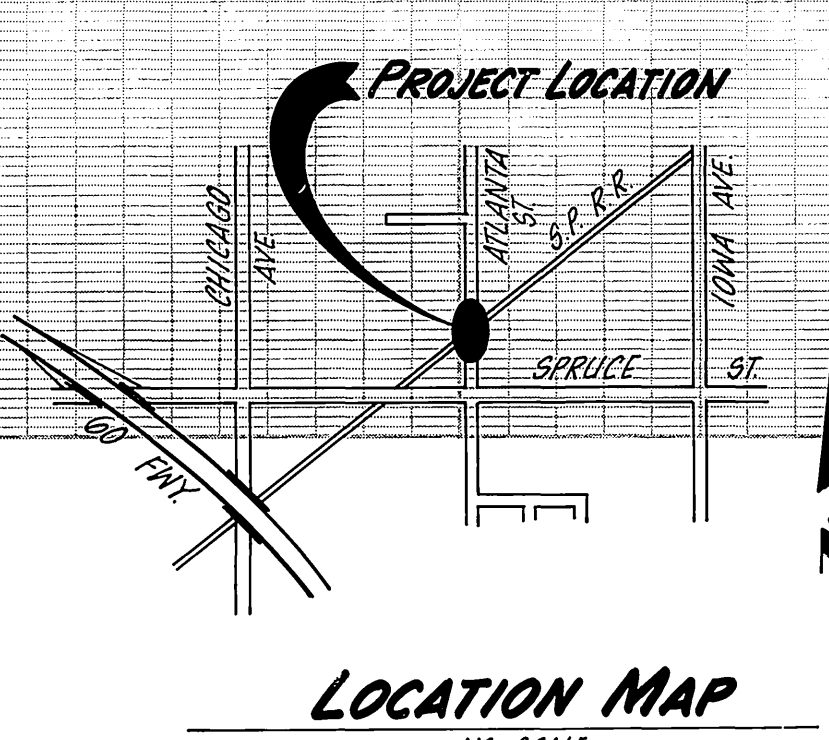 PROJECT LOCATION
CHICAGO
AVE.
ATLANTA
ST.
S.P. R.R.
IOWA AVE.
SPRUCE ST.
60 FWY.
LOCATION MAP